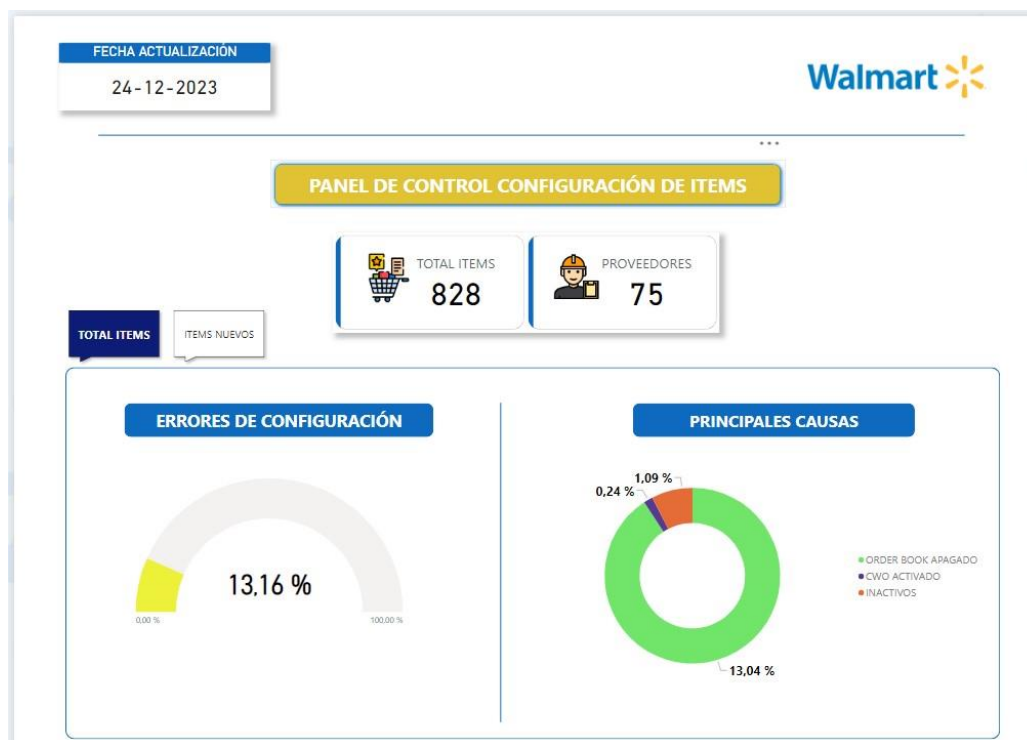 FECHA ACTUALIZACIÓN
24-12-2023
Walmart
PANEL DE CONTROL CONFIGURACIÓN DE ITEMS
TOTAL ITEMS
828
PROVEEDORES
75
TOTAL ITEMS
ITEMS NUEVOS
ERRORES DE CONFIGURACIÓN
13,16 %
0,00 %
100,00 %
PRINCIPALES CAUSAS
1,09 %
0,24 %
13,04 %
ORDER BOOK APAGADO
CWO ACTIVADO
INACTIVOS